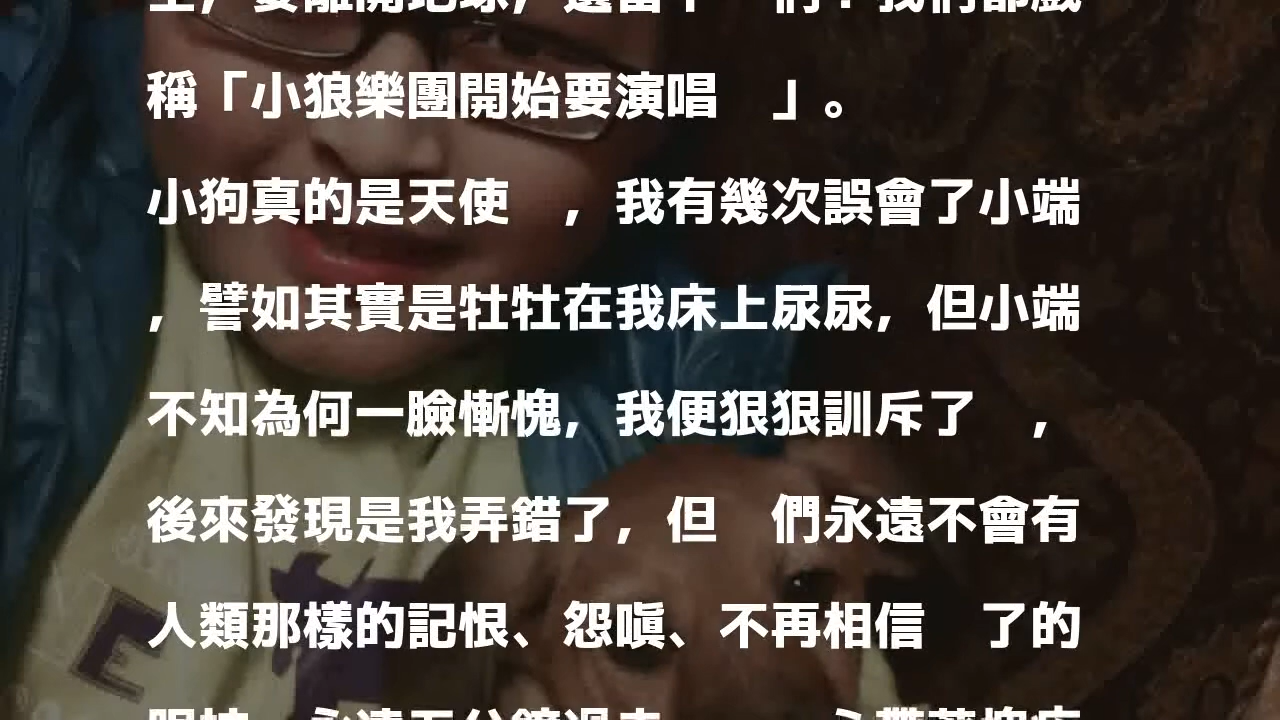 稱「小狼樂團開始要演唱　」。
小狗真的是天使　，我有幾次誤會了小端
，譬如其實是牡牡在我床上尿尿，但小端
不知為何一臉慚愧，我便狠狠訓斥了　，
後來發現是我弄錯了，但　們永遠不會有
人類那樣的記恨、怨嗔、不再相信　了的